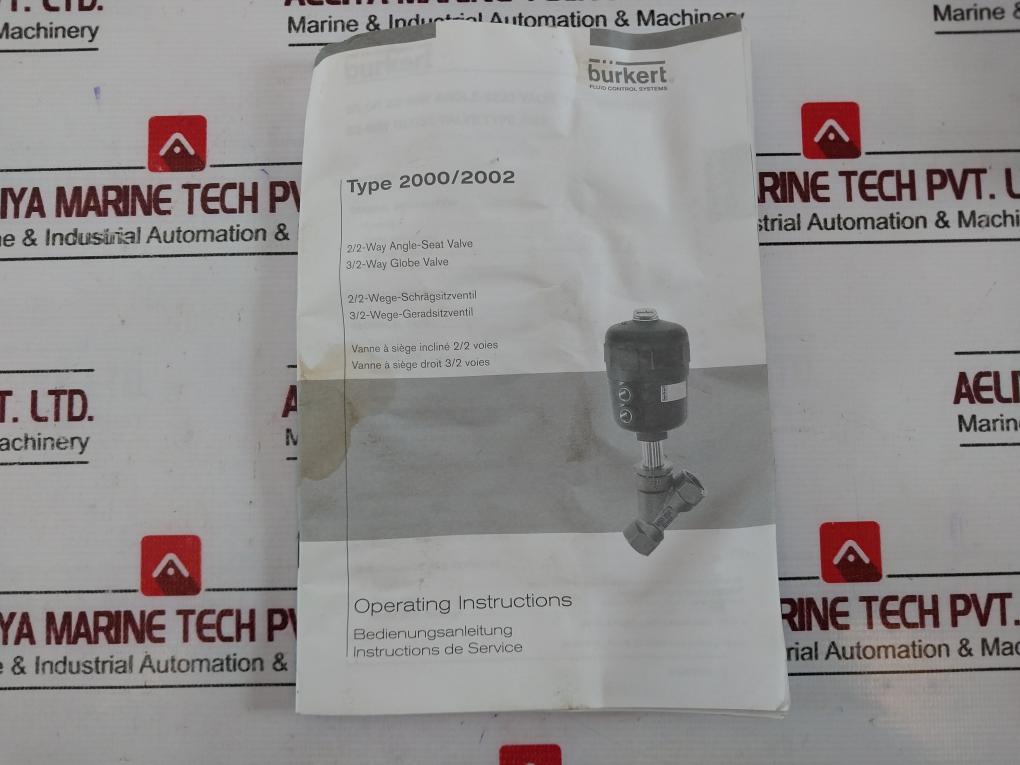 T. LTD.
Machinery
Marine & Industrial Automation & Machinery
Marine &
bürkert
FLUID CONTROL SYSTEMS
Type 2000/2002
2/2-Way Angle-Seat Valve
3/2-Way Globe Valve
2/2-Wege-Schrägsitzventil
3/2-Wege-Geradsitzventil
Vanne à siège incliné 2/2 voies
Vanne à siège droit 3/2 voies
Operating Instructions
Bedienungsanleitung
Instructions de Service
IYA MARINE TECH PV
e & Industrial Automation &
RINE TECH PVT. L
strial Automation & Machi
T. LTD.
achinery
A
M
AELI
Marin
YA MARINE TECH P
e & Industrial Automation &
RINE TECH PVT.
rial Automation & Mac